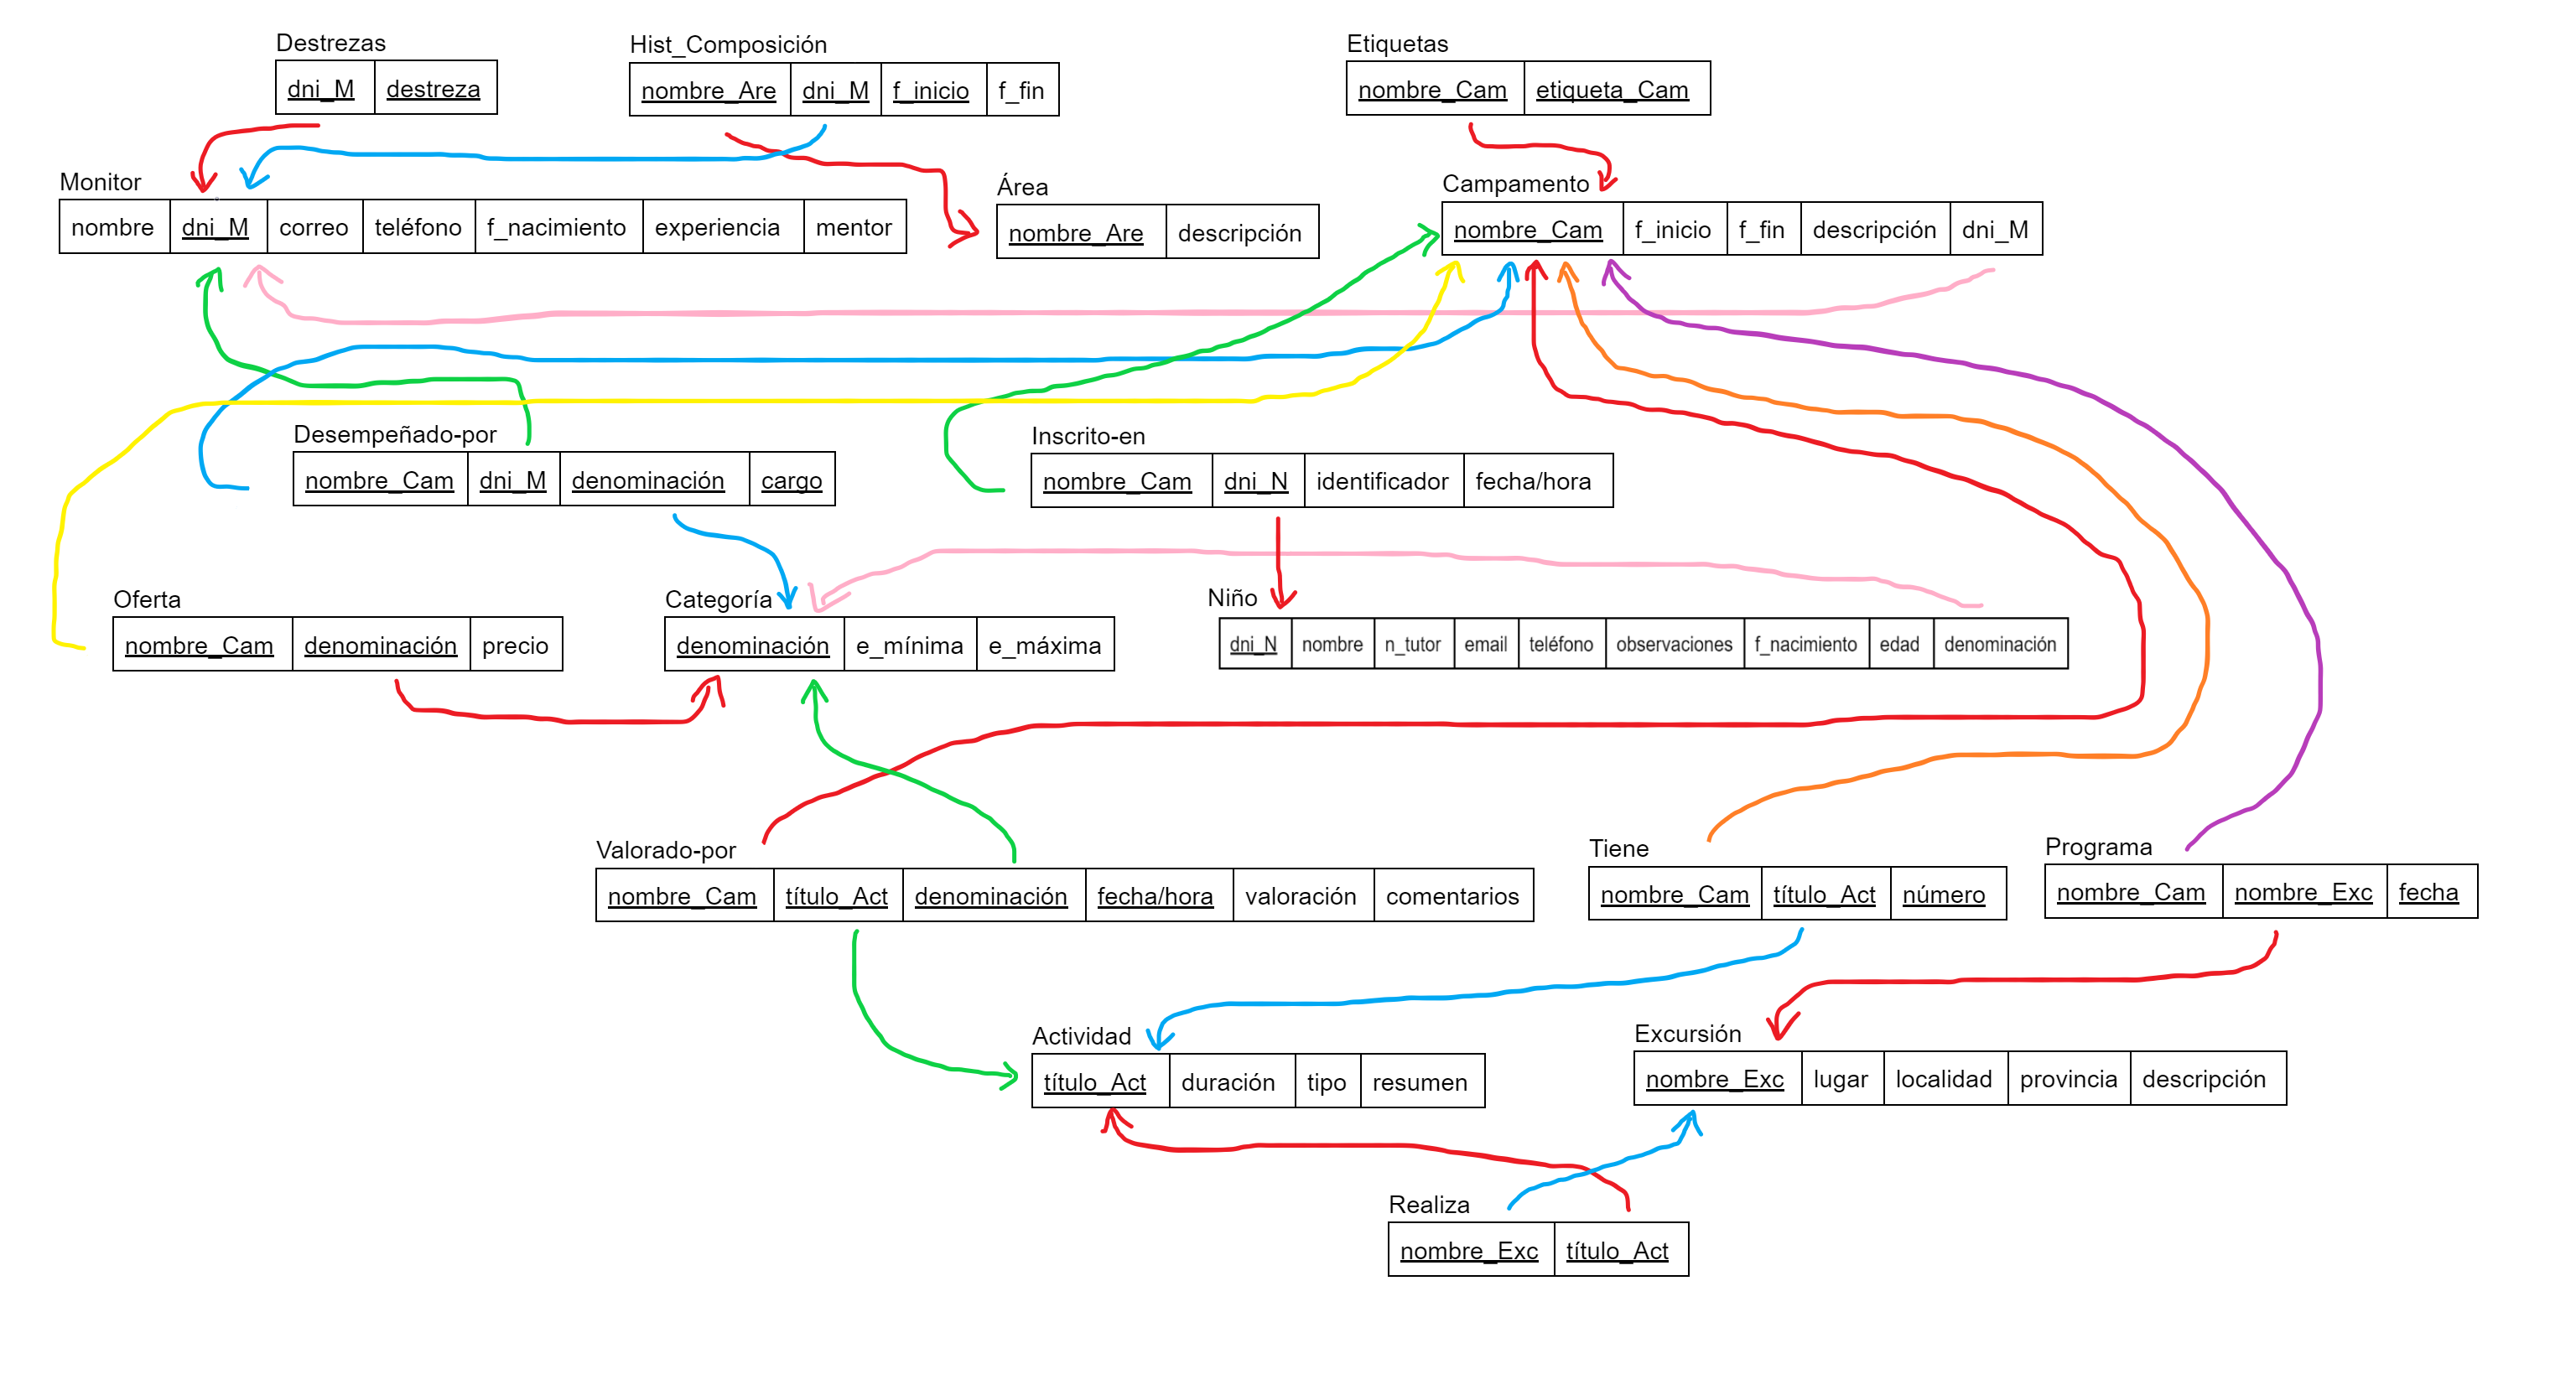 Destrezas
dni_M destreza
Hist_Composición
nombre_Are dni_M f_inicio f_fin
Etiquetas
nombre_Cam etiqueta_Cam
Monitor
nombre dni_M correo teléfono f_nacimiento experiencia mentor
Área
nombre_Are descripción
Campamento
nombre_Cam f_inicio f_fin descripción dni_M
Desempeñado-por
nombre_Cam dni_M denominación cargo
Inscrito-en
nombre_Cam dni_N identificador fecha/hora
Oferta
nombre_Cam denominación precio
Categoría
denominación e_mínima e_máxima
Niño
dni_N nombre n_tutor email teléfono observaciones f_nacimiento edad denominación
Valorado-por
nombre_Cam título_Act denominación fecha/hora valoración comentarios
Tiene
nombre_Cam título_Act número
Programa
nombre_Cam nombre_Exc fecha
Actividad
título_Act duración tipo resumen
Excursión
nombre_Exc lugar localidad provincia descripción
Realiza
nombre_Exc título_Act